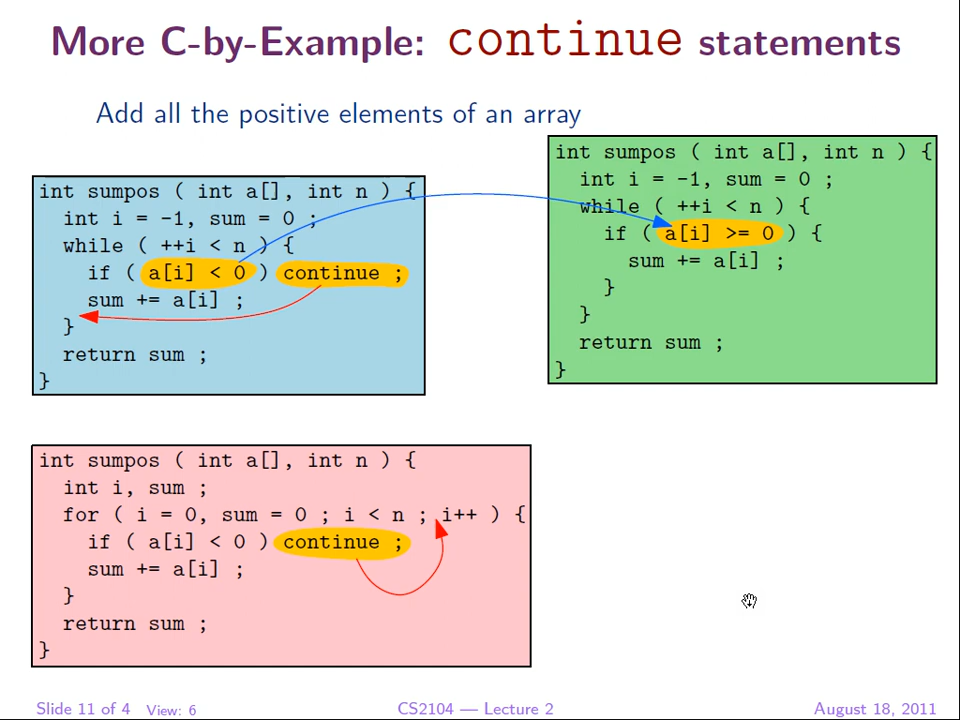 More C-by-Example: continue statements
Add all the positive elements of an array
int sumpos ( int a[], int n ) {
int i = -1, sum = 0 ;
while ( ++i < n ) {
if ( a[i] < 0 ) continue ;
sum += a[i] ;
}
return sum ;
}
int sumpos ( int a[], int n ) {
int i = -1, sum = 0 ;
while ( ++i < n ) {
if ( a[i] >= 0 ) {
sum += a[i] ;
}
}
return sum ;
}
int sumpos ( int a[], int n ) {
int i, sum ;
for ( i = 0, sum = 0 ; i < n ; i++ ) {
if ( a[i] < 0 ) continue ;
sum += a[i] ;
}
return sum ;
}
Slide 11 of 4 View: 6 CS2104 — Lecture 2 August 18, 2011